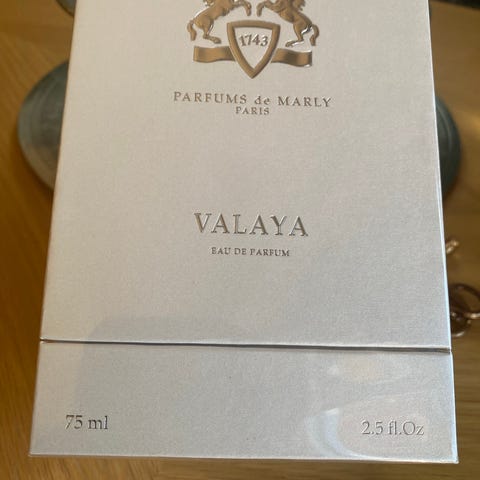 1743
PARFUMS de MARLY
PARIS
VALAYA
EAU DE PARFUM
75 ml
2.5 fl.Oz